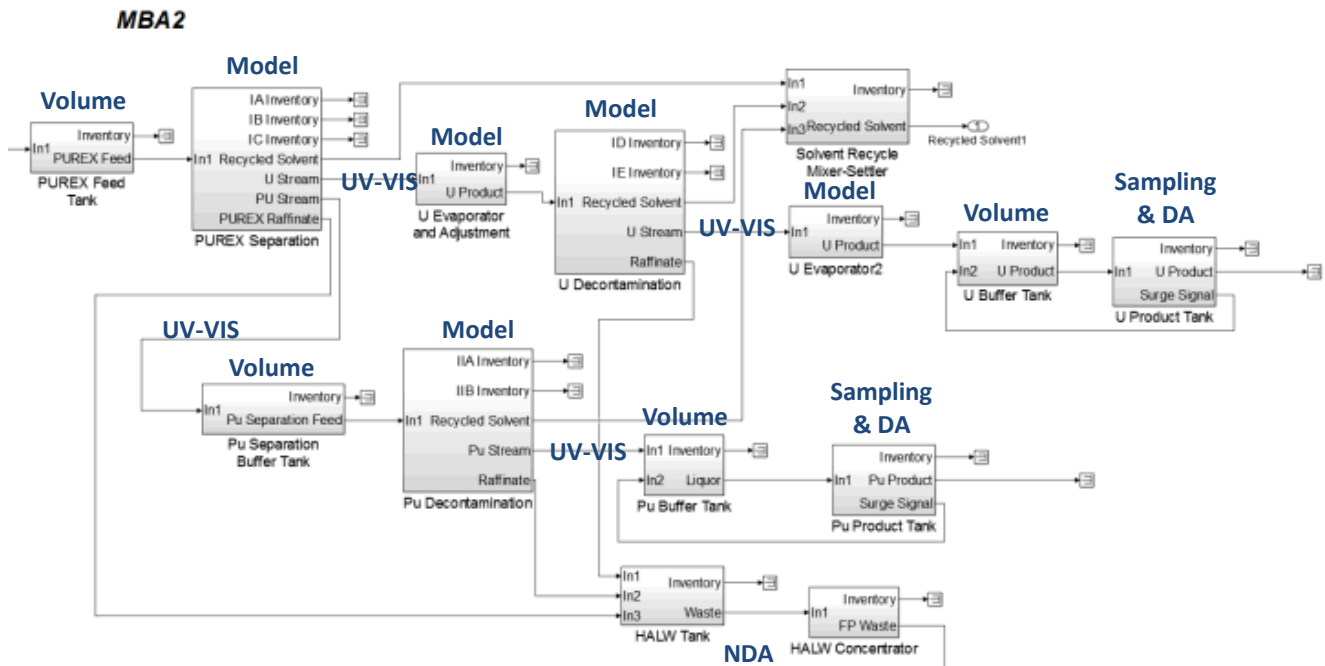 MBA2
Volume
In1
Inventory
PUREX Feed
PUREX Feed
Tank
Model
IA Inventory
IB Inventory
IC Inventory
In1 Recycled Solvent
U Stream
PU Stream
PUREX Raffinate
PUREX Separation
UV-VIS
Model
In1
Inventory
U Product
U Evaporator
and Adjustment
Model
ID Inventory
IE Inventory
In1 Recycled Solvent
U Stream
Raffinate
U Decontamination
In1
Inventory
In2
In3 Recycled Solvent
Solvent Recycle
Mixer-Settler
1
Recycled Solvent1
UV-VIS
Model
Inventory
In1
U Product
U Evaporator2
Volume
In1 Inventory
In2 U Product
U Buffer Tank
Sampling
& DA
Inventory
In1 U Product
Surge Signal
U Product Tank
UV-VIS
Volume
Inventory
In1
Pu Separation Feed
Pu Separation
Buffer Tank
Model
IIA Inventory
IIB Inventory
In1 Recycled Solvent
Pu Stream
Raffinate
Pu Decontamination
UV-VIS
Volume
In1 Inventory
In2 Liquor
Pu Buffer Tank
Sampling
& DA
Inventory
In1 Pu Product
Surge Signal
Pu Product Tank
In1
Inventory
In2
Waste
In3
HALW Tank
NDA
Inventory
In1
FP Waste
HALW Concentrator